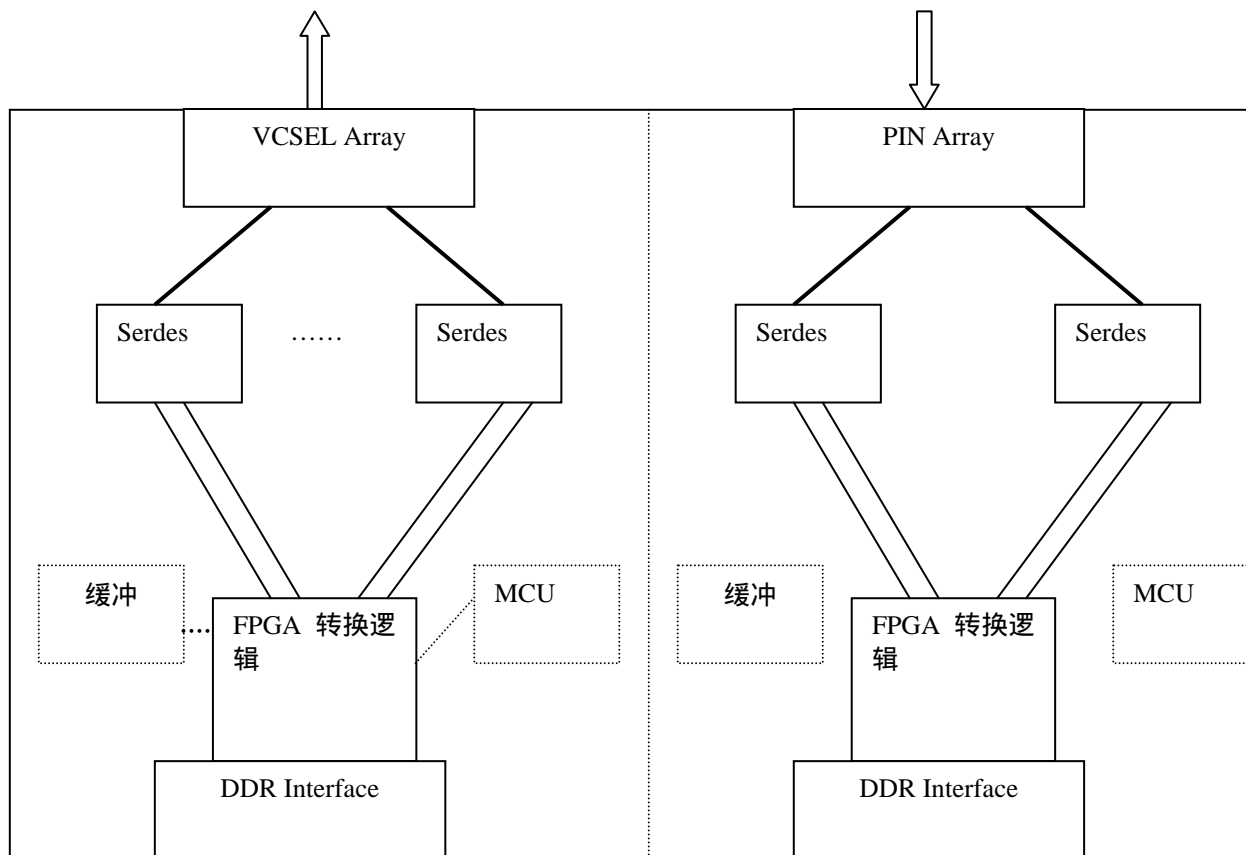 VCSEL Array
PIN Array
Serdes
……
Serdes
Serdes
Serdes
缓冲
MCU
缓冲
MCU
FPGA 转换逻
辑
FPGA 转换逻
辑
DDR Interface
DDR Interface